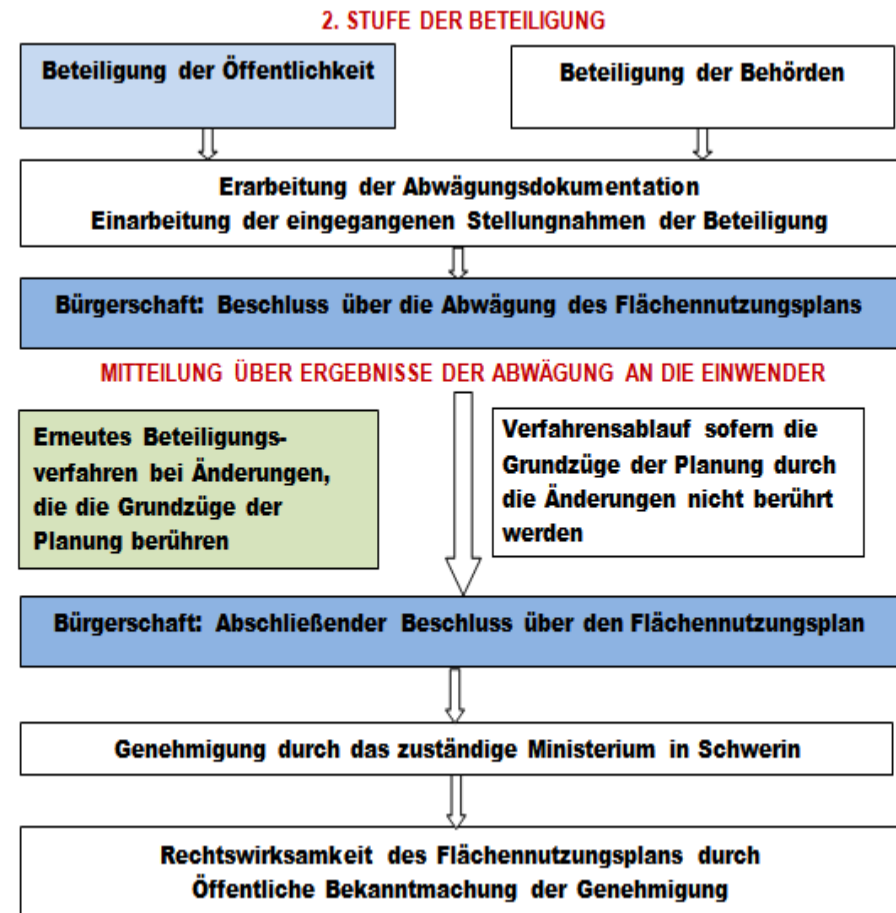 2. STUFE DER BETEILIGUNG
Beteiligung der Öffentlichkeit
Beteiligung der Behörden
Erarbeitung der Abwägungsdokumentation
Einarbeitung der eingegangenen Stellungnahmen der Beteiligung
Bürgerschaft: Beschluss über die Abwägung des Flächennutzungsplans
MITTEILUNG ÜBER ERGEBNISSE DER ABWÄGUNG AN DIE EINWENDER
Erneutes Beteiligungs-
verfahren bei Änderungen,
die die Grundzüge der
Planung berühren
Verfahrensablauf sofern die
Grundzüge der Planung durch
die Änderungen nicht berührt
werden
Bürgerschaft: Abschließender Beschluss über den Flächennutzungsplan
Genehmigung durch das zuständige Ministerium in Schwerin
Rechtswirksamkeit des Flächennutzungsplans durch
Öffentliche Bekanntmachung der Genehmigung